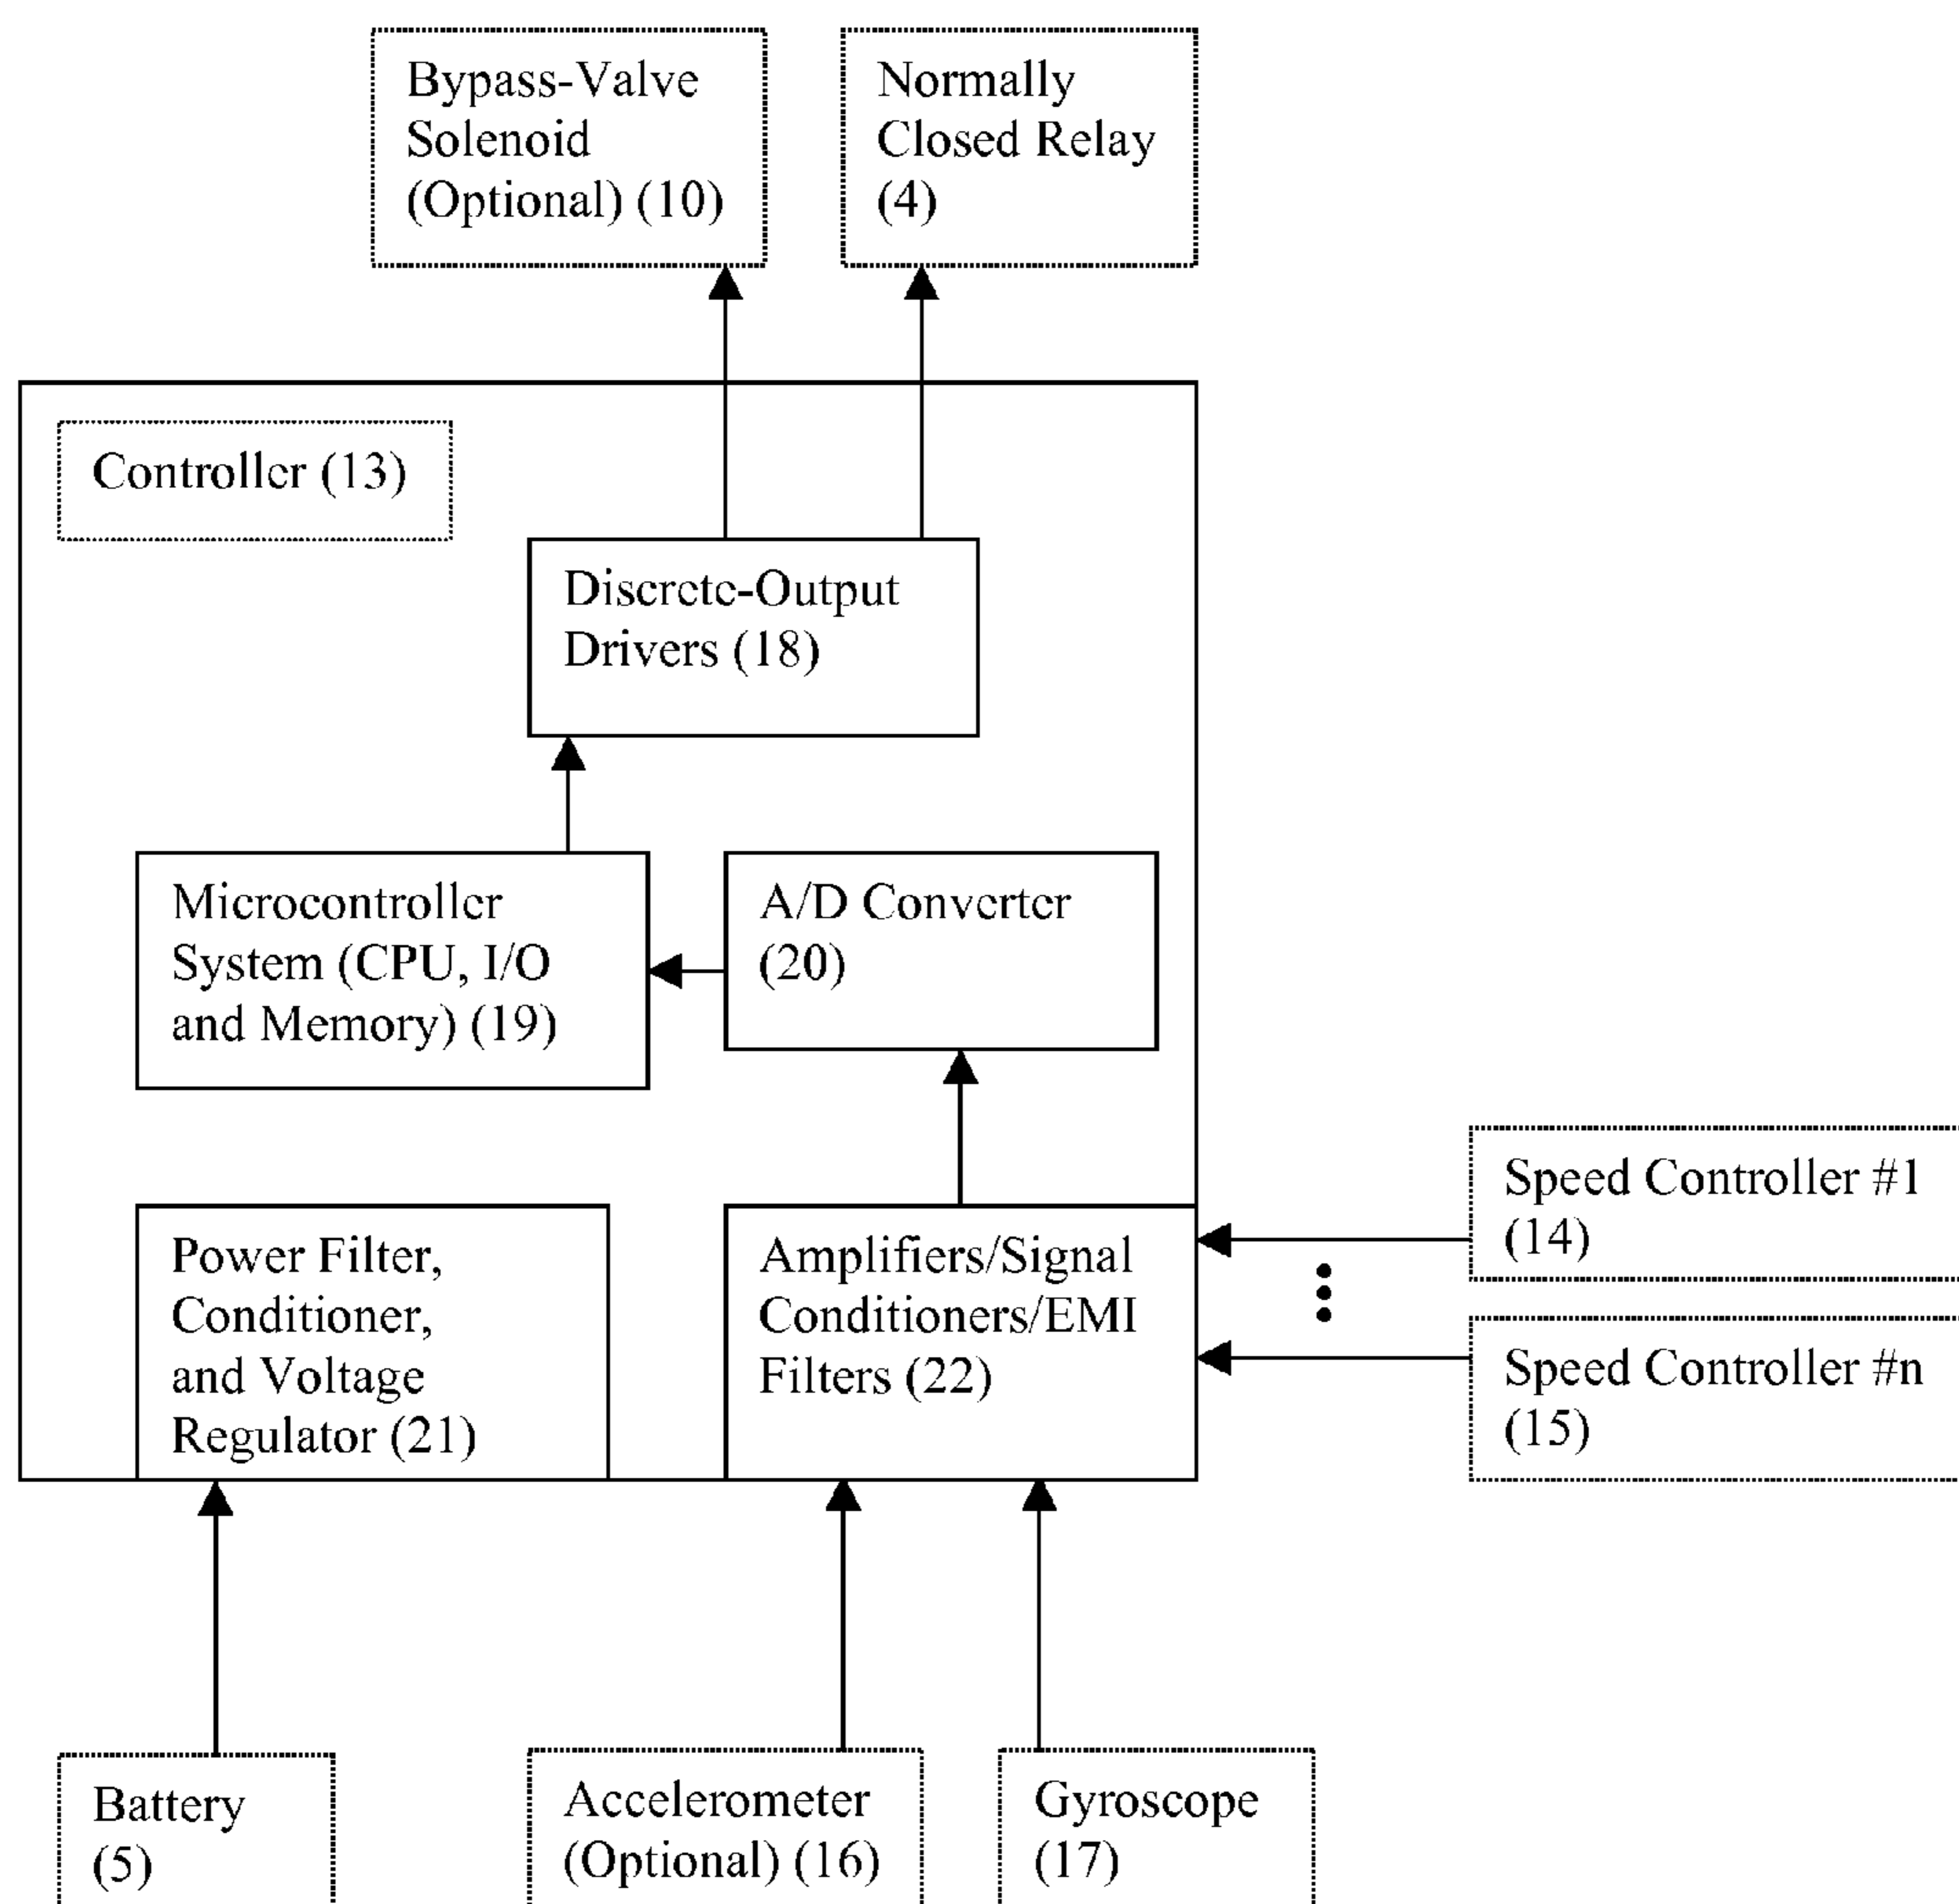 Bypass-Valve
Solenoid
(Optional) (10)
Normally
Closed Relay
(4)
Controller (13)
Discrete-Output
Drivers (18)
Microcontroller
System (CPU, I/O
and Memory) (19)
A/D Converter
(20)
Power Filter,
Conditioner,
and Voltage
Regulator (21)
Amplifiers/Signal
Conditioners/EMI
Filters (22)
Speed Controller #1
(14)
Speed Controller #n
(15)
Battery
(5)
Accelerometer
(Optional) (16)
Gyroscope
(17)